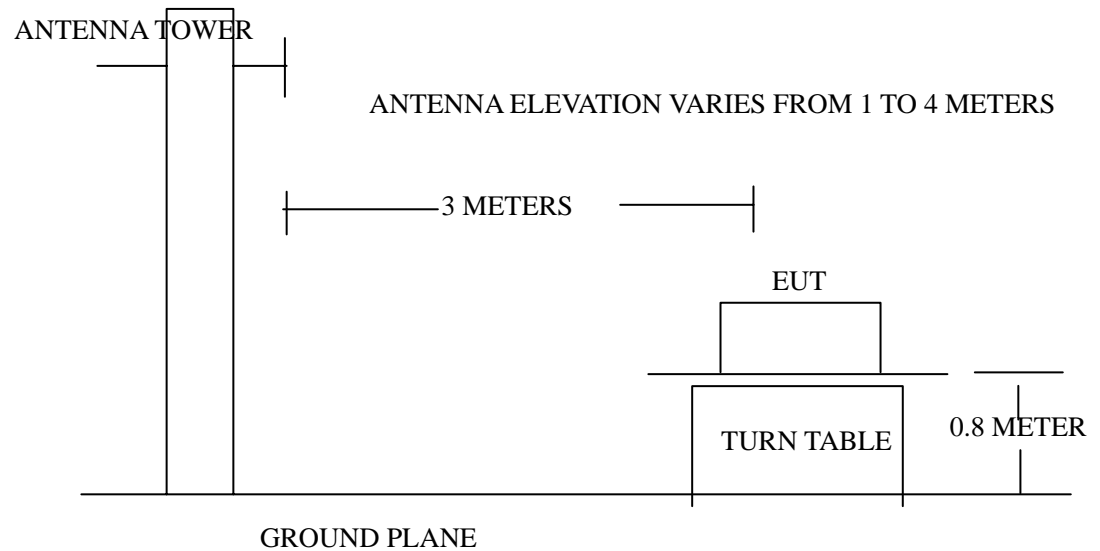 ANTENNA TOWER
ANTENNA ELEVATION VARIES FROM 1 TO 4 METERS
3 METERS
EUT
0.8 METER
TURN TABLE
GROUND PLANE